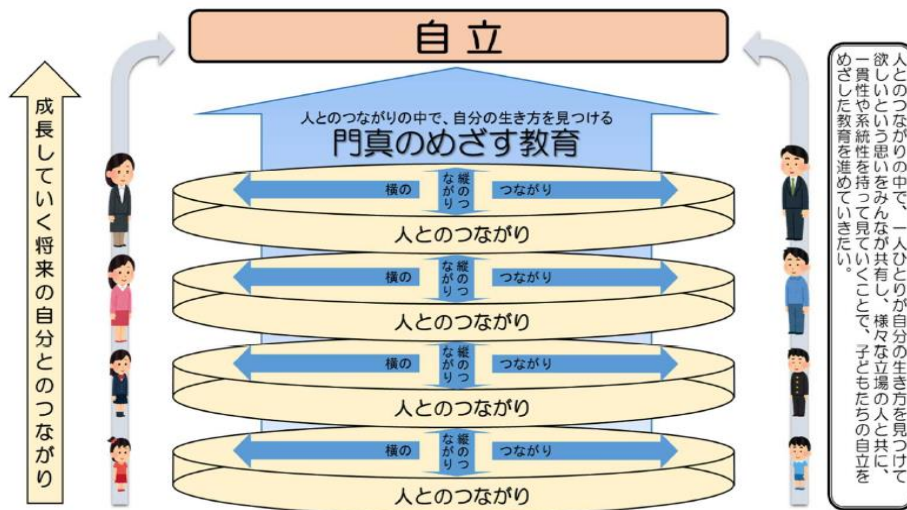 自立
人とのつながりの中で、自分の生き方を見つける
門真のめざす教育
横の
縦のつ
ながり
つながり
人とのつながり
横の
縦のつ
ながり
つながり
人とのつながり
横の
縦のつ
ながり
つながり
人とのつながり
横の
縦のつ
ながり
つながり
人とのつながり
成長していく将来の自分とのつながり
人とのつながりの中で、一人ひとりが自分の生き方を見つけて
欲しいという思いをみんなが共有し、様々な立場の人と共に、
一貫性や系統性を持って見ていくことで、子どもたちの自立を
めざした教育を進めていきたい。